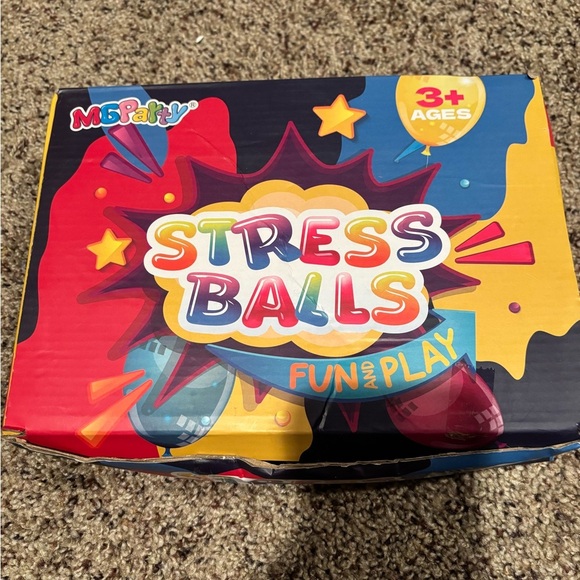 MGParty®
3+
AGES
STRESS
BALLS
FUN AND PLAY